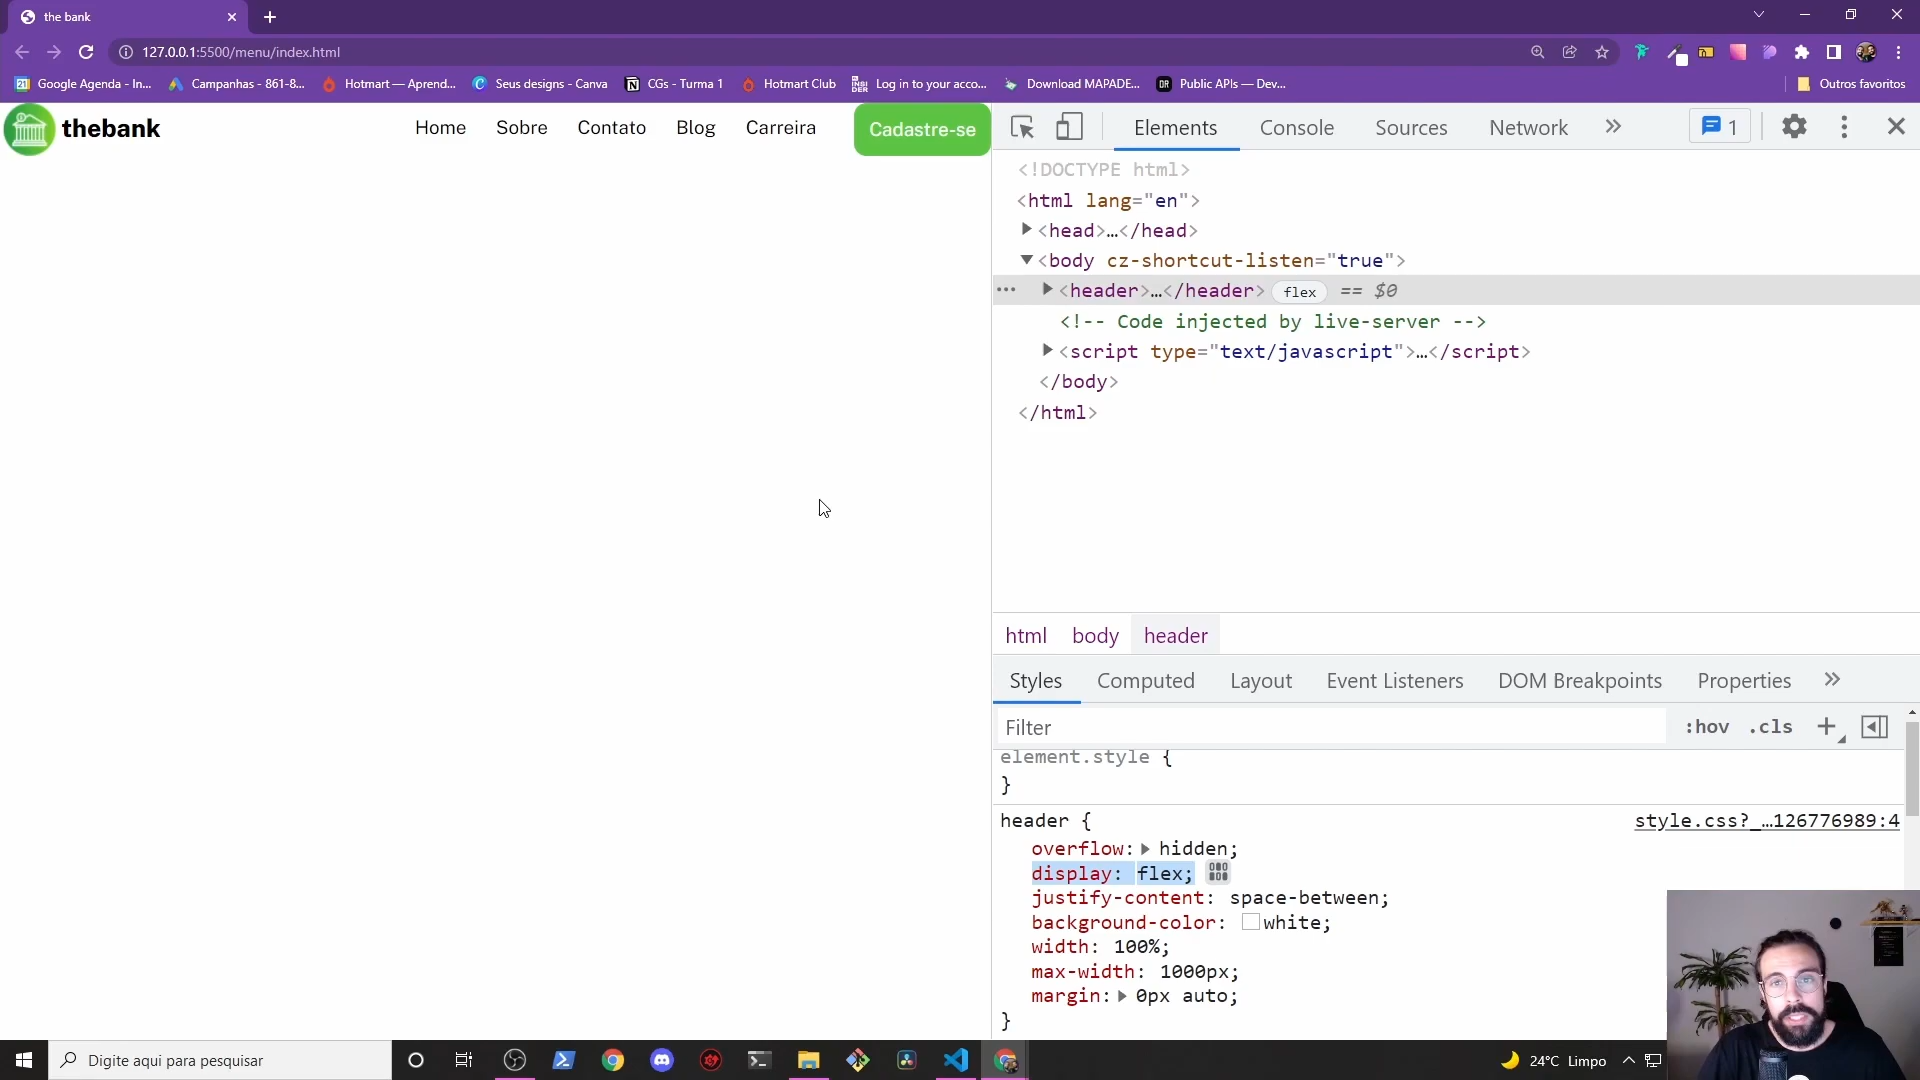 the bank
127.0.0.1:5500/menu/index.html
21 Google Agenda - In...
Campanhas - 861-8...
Hotmart — Aprend...
Seus designs - Canva
CGs - Turma 1
Hotmart Club
Log in to your acco...
Download MAPADE...
DR Public APIs — Dev...
Outros favoritos
thebank
Home
Sobre
Contato
Blog
Carreira
Cadastre-se
Elements
Console
Sources
Network
1
<!DOCTYPE html>
<html lang="en">
<head>…</head>
<body cz-shortcut-listen="true">
<header>…</header> flex == $0
<!-- Code injected by live-server -->
<script type="text/javascript">…</script>
</body>
</html>
html body header
Styles
Computed
Layout
Event Listeners
DOM Breakpoints
Properties
Filter
:hov .cls
element.style {
}
header {
style.css?_…126776989:4
overflow: hidden;
display: flex;
justify-content: space-between;
background-color: white;
width: 100%;
max-width: 1000px;
margin: 0px auto;
}
Digite aqui para pesquisar
24°C Limpo